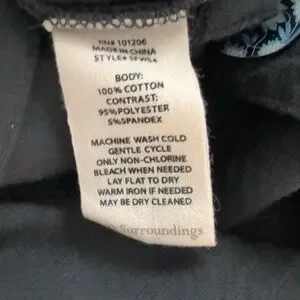 RN# 101206
MADE IN CHINA
STYLE#
BODY:
100% COTTON
CONTRAST:
95%POLYESTER
5%SPANDEX
MACHINE WASH COLD
GENTLE CYCLE
ONLY NON-CHLORINE
BLEACH WHEN NEEDED
LAY FLAT TO DRY
WARM IRON IF NEEDED
MAY BE DRY CLEANED
Surroundings